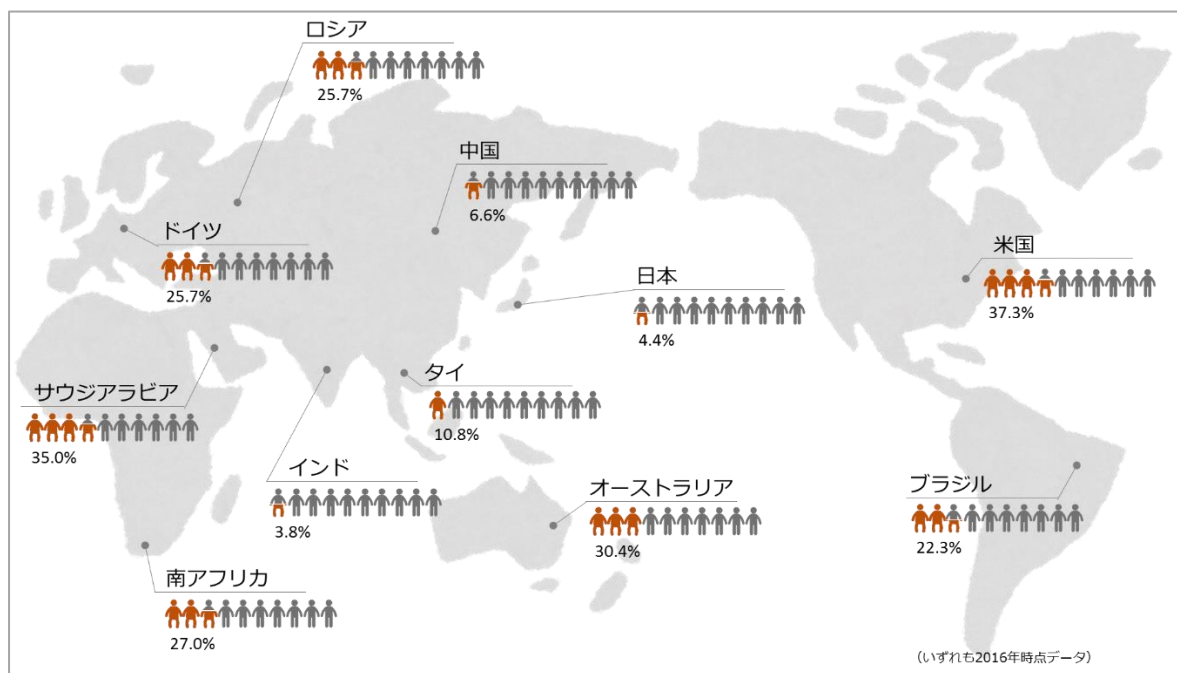 ロシア
25.7%
中国
6.6%
ドイツ
25.7%
米国
37.3%
日本
4.4%
サウジアラビア
35.0%
タイ
10.8%
インド
3.8%
オーストラリア
30.4%
ブラジル
22.3%
南アフリカ
27.0%
（いずれも2016年時点データ）